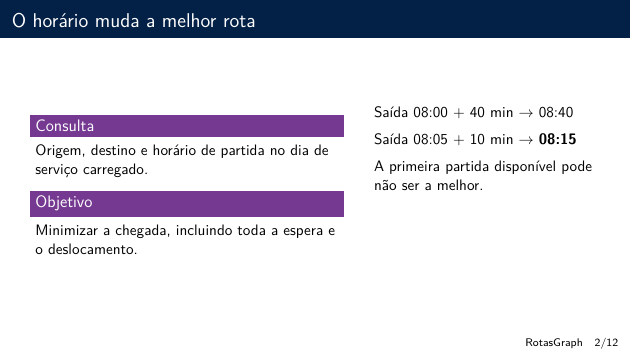 O horário muda a melhor rota
Consulta
Origem, destino e horário de partida no dia de
serviço carregado.
Objetivo
Minimizar a chegada, incluindo toda a espera e
o deslocamento.
Saída 08:00 + 40 min → 08:40
Saída 08:05 + 10 min → 08:15
A primeira partida disponível pode
não ser a melhor.
RotasGraph 2/12